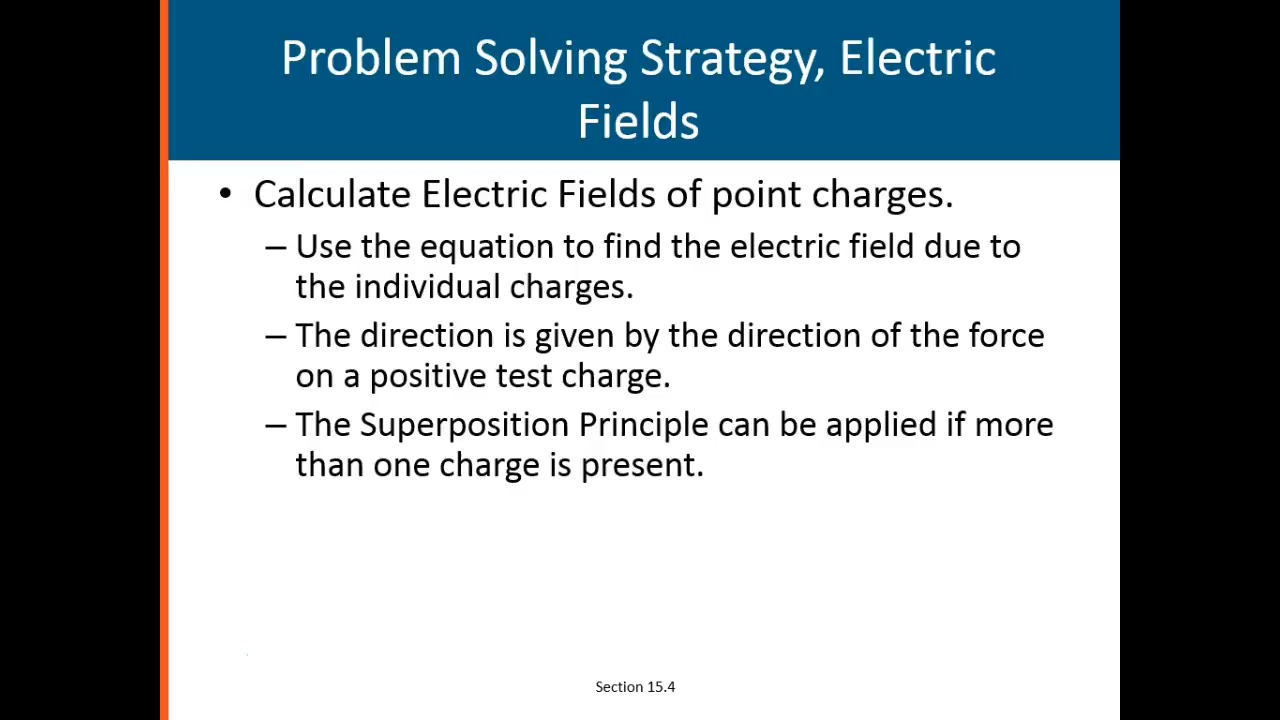 Problem Solving Strategy, Electric
Fields
• Calculate Electric Fields of point charges.
– Use the equation to find the electric field due to
the individual charges.
– The direction is given by the direction of the force
on a positive test charge.
– The Superposition Principle can be applied if more
than one charge is present.
Section 15.4